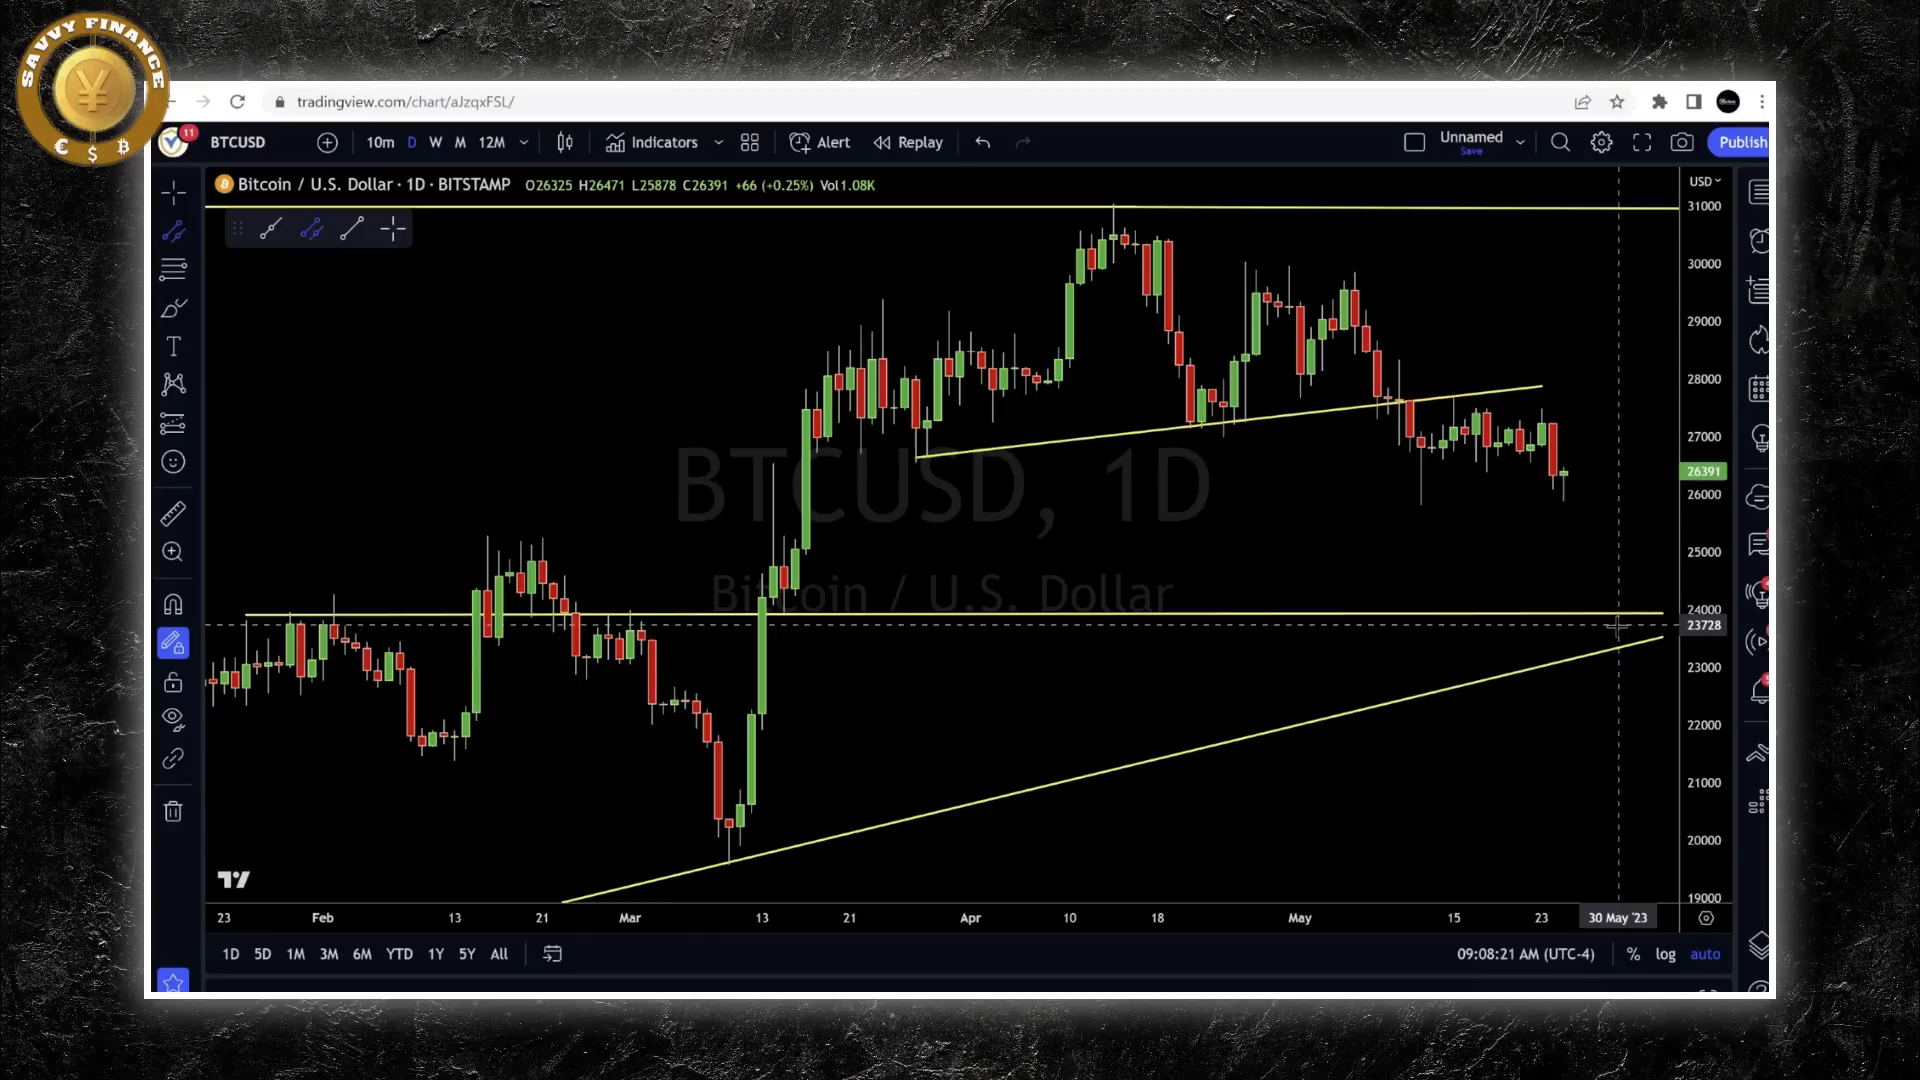 SAVVY FINANCE
¥
€ $ ₿
tradingview.com/chart/aJzqxFSL/
11
BTCUSD
10m D W M 12M
Indicators
Alert
Replay
Unnamed
Save
Publish
Bitcoin / U.S. Dollar · 1D · BITSTAMP O26325 H26471 L25878 C26391 +66 (+0.25%) Vol1.08K
USD
31000
30000
29000
28000
27000
26391
26000
25000
24000
23728
23000
22000
21000
20000
19000
BTCUSD, 1D
Bitcoin / U.S. Dollar
23 Feb 13 21 Mar 13 21 Apr 10 18 May 15 23 30 May '23
1D 5D 1M 3M 6M YTD 1Y 5Y All
09:08:21 AM (UTC-4) % log auto